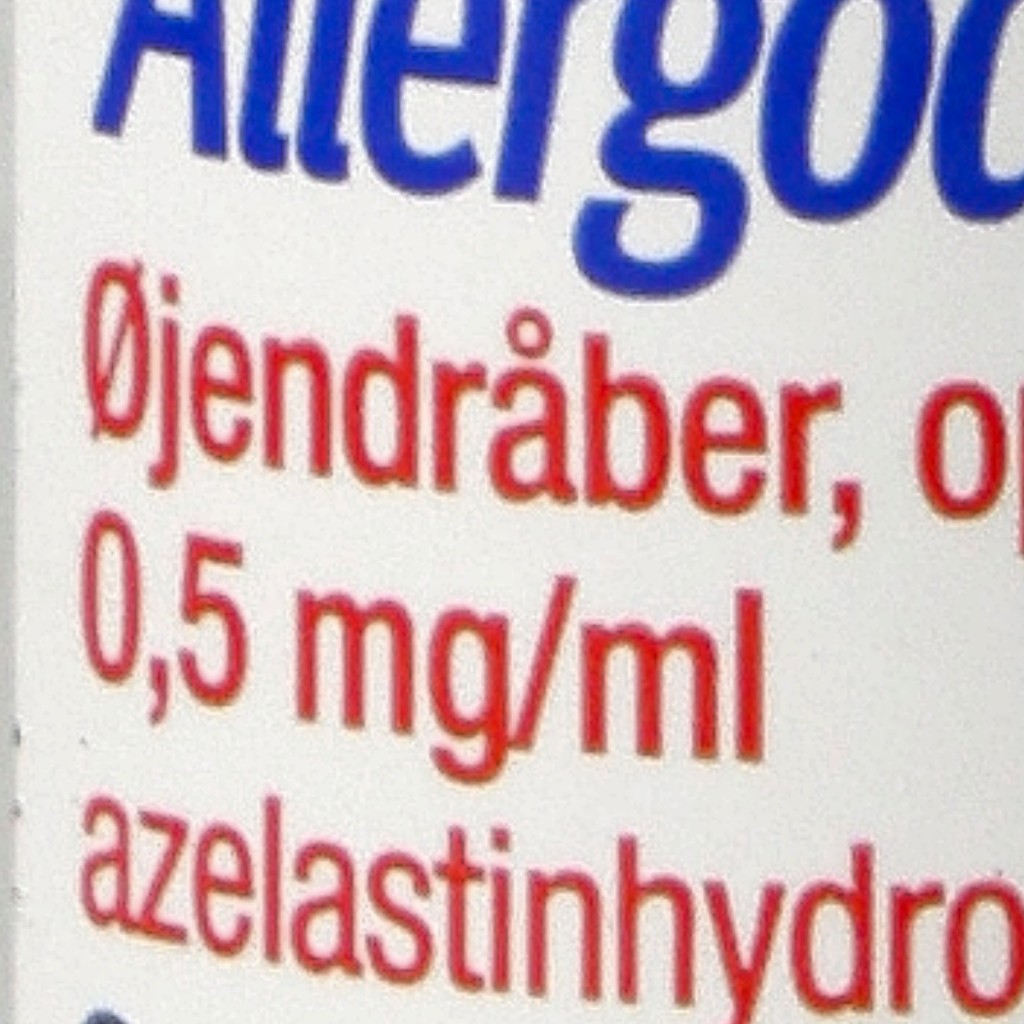 Allergo
Øjendråber, op
0,5 mg/ml
azelastinhydro